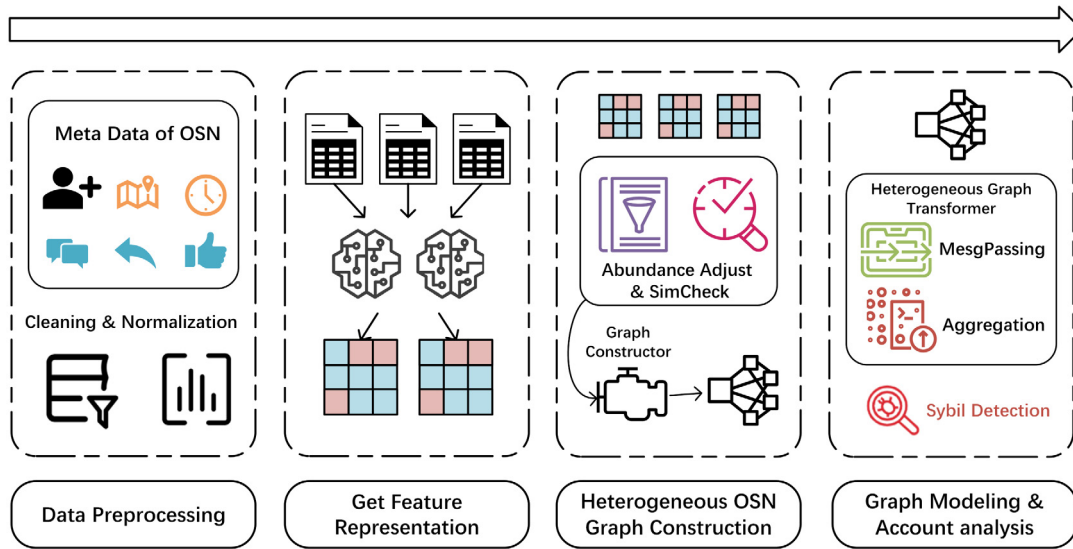 Meta Data of OSN
Cleaning & Normalization
Data Preprocessing
Get Feature
Representation
Abundance Adjust
& SimCheck
Graph
Constructor
Heterogeneous OSN
Graph Construction
Heterogeneous Graph
Transformer
MesgPassing
Aggregation
Sybil Detection
Graph Modeling &
Account analysis